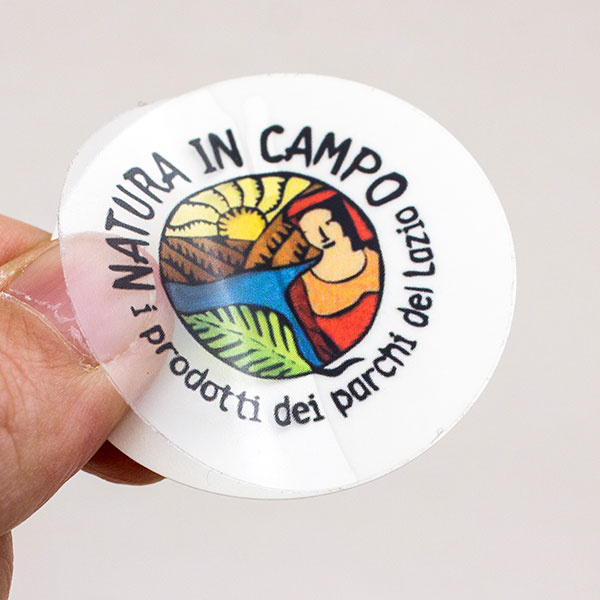 NATURA IN CAMPO
i prodotti dei parchi del Lazio